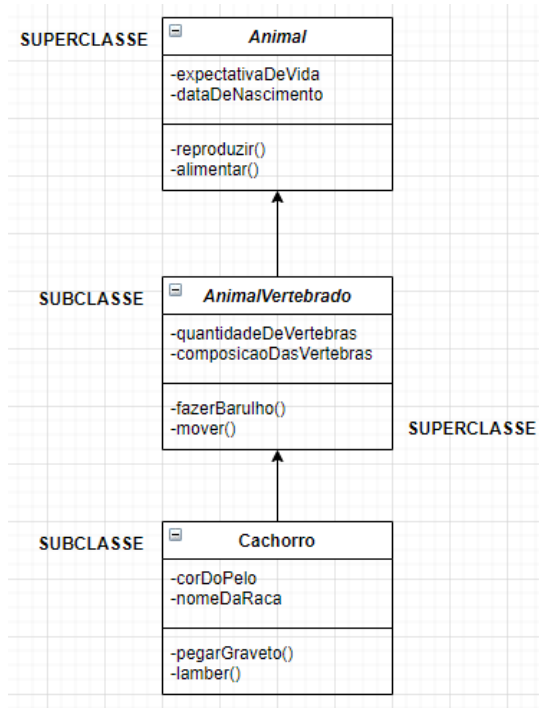 SUPERCLASSE
Animal
-expectativaDeVida
-dataDeNascimento
-reproduzir()
-alimentar()
SUBCLASSE
AnimalVertebrado
-quantidadeDeVertebras
-composicaoDasVertebras
-fazerBarulho()
-mover()
SUPERCLASSE
SUBCLASSE
Cachorro
-corDoPelo
-nomeDaRaca
-pegarGraveto()
-lamber()